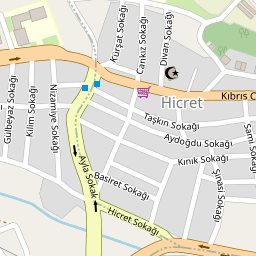 Kurşat Sokağı
Cankız Sokağı
Divan Sokağı
Gülbeyaz Sokağı
Kilim Sokağı
Nizamiye Sokağı
Hicret
Kıbrıs C
Taşkın Sokağı
Aydoğdu Sokağı
Kınık Sokağı
Ayla Sokak
Basiret Sokağı
Hicret Sokağı
Şinasi Sokağı
Samı Sokağı